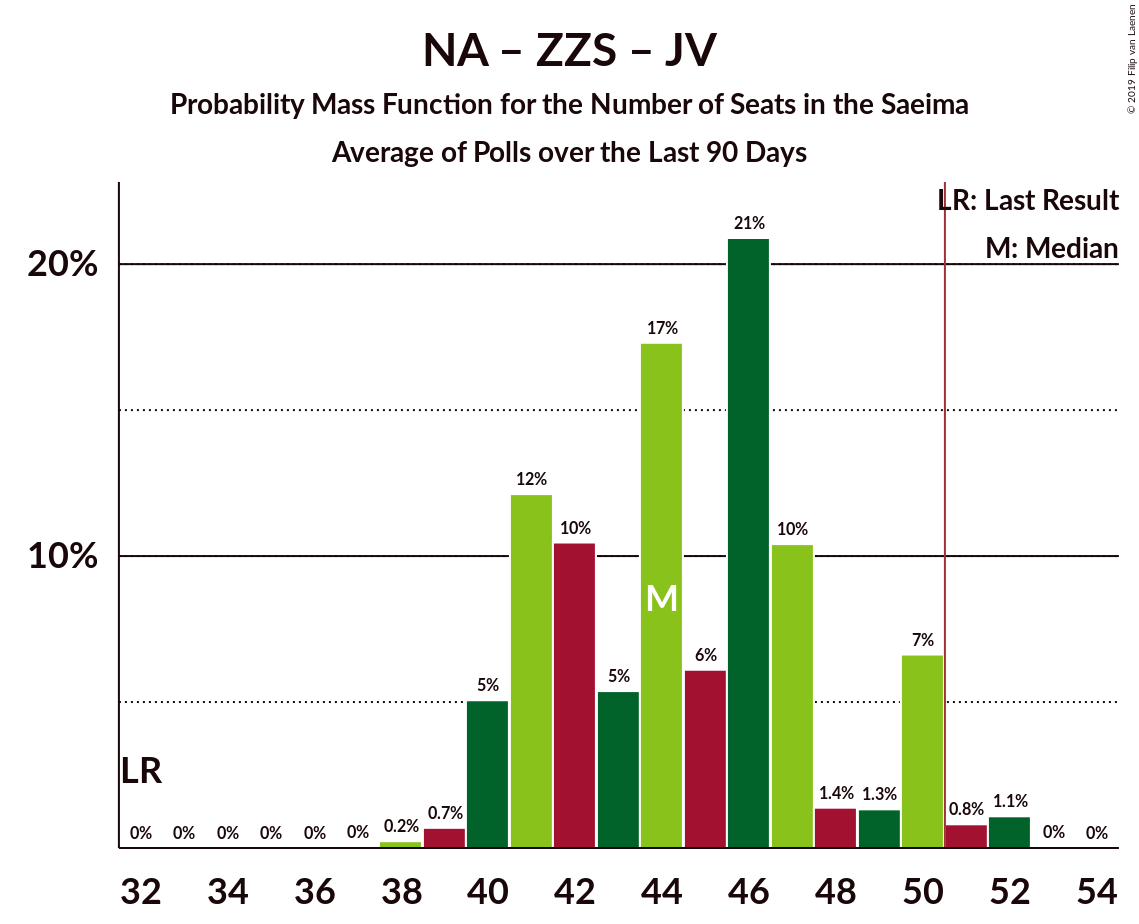 NA – ZZS – JV
Probability Mass Function for the Number of Seats in the Saeima
Average of Polls over the Last 90 Days
© 2019 Filip van Laenen
LR: Last Result
M: Median
20%
10%
21%
17%
12%
10%
10%
7%
6%
5%
5%
1.4%
1.3%
1.1%
0.8%
0.7%
0.2%
0% 0% 0% 0% 0% 0%
0% 0%
M
LR
32 34 36 38 40 42 44 46 48 50 52 54